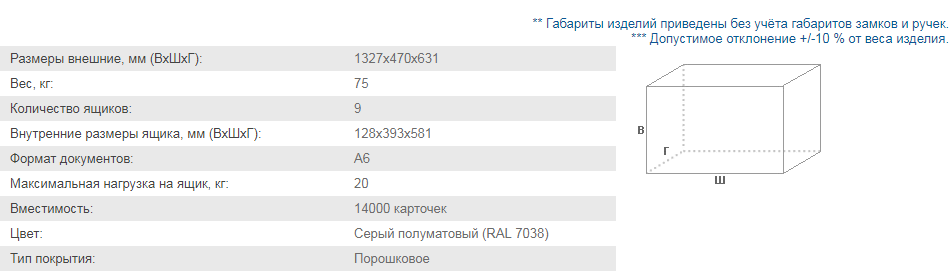 ** Габариты изделий приведены без учёта габаритов замков и ручек.
*** Допустимое отклонение +/-10 % от веса изделия.
Размеры внешние, мм (ВхШхГ): 1327x470x631
Вес, кг: 75
Количество ящиков: 9
Внутренние размеры ящика, мм (ВхШхГ): 128x393x581
Формат документов: А6
Максимальная нагрузка на ящик, кг: 20
Вместимость: 14000 карточек
Цвет: Серый полуматовый (RAL 7038)
Тип покрытия: Порошковое
В
Г
Ш